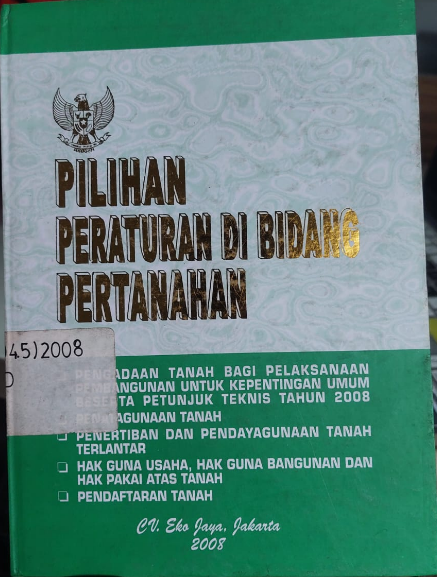 PILIHAN
PERATURAN DI BIDANG
PERTANAHAN
45)2008
PENGADAAN TANAH BAGI PELAKSANAAN
PEMBANGUNAN UNTUK KEPENTINGAN UMUM
BESERTA PETUNJUK TEKNIS TAHUN 2008
PENATAGUNAAN TANAH
PENERTIBAN DAN PENDAYAGUNAAN TANAH
TERLANTAR
HAK GUNA USAHA, HAK GUNA BANGUNAN DAN
HAK PAKAI ATAS TANAH
PENDAFTARAN TANAH
CV. Eko Jaya, Jakarta
2008